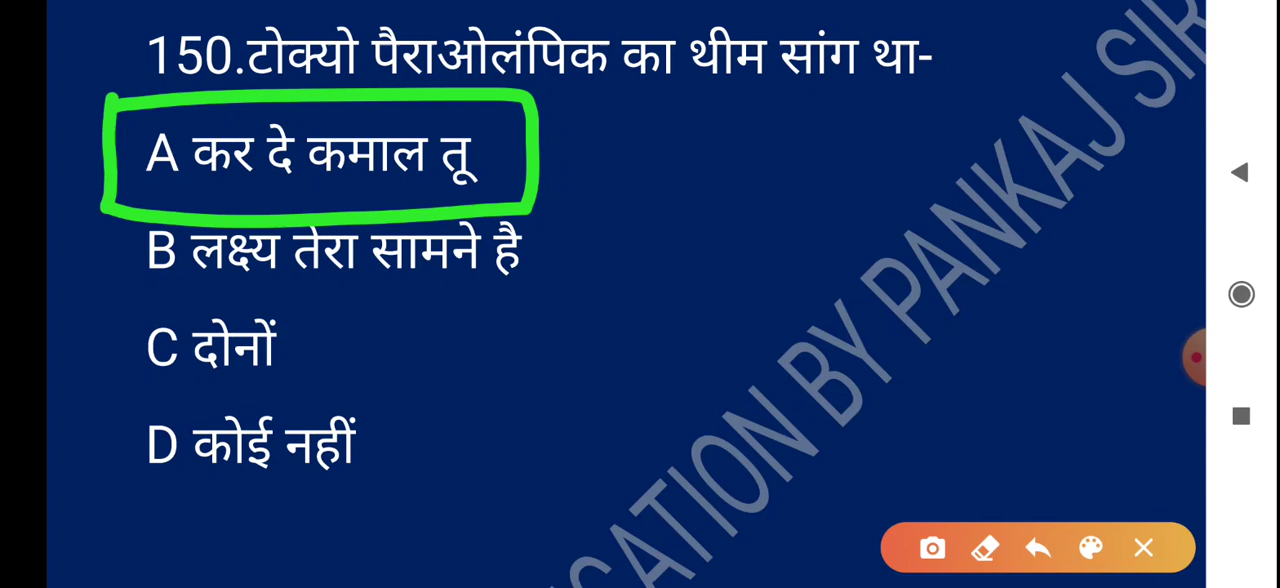 150.टोक्यो पैराओलंपिक का थीम सांग था-
A कर दे कमाल तू
B लक्ष्य तेरा सामने है
C दोनों
D कोई नहीं
CATION BY PANKAJ SIR